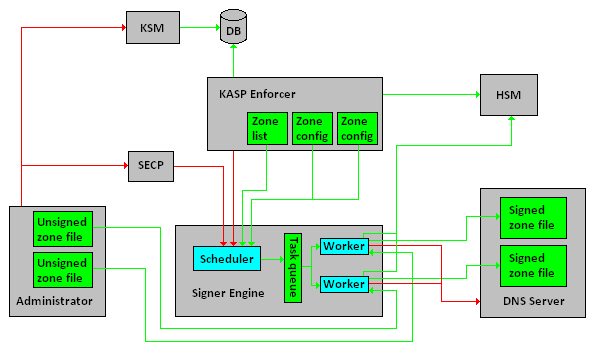 KSM
DB
KASP Enforcer
HSM
Zone
list
Zone
config
Zone
config
SECP
Unsigned
zone file
Unsigned
zone file
Administrator
Scheduler
Task queue
Worker
Worker
Signer Engine
Signed
zone file
Signed
zone file
DNS Server